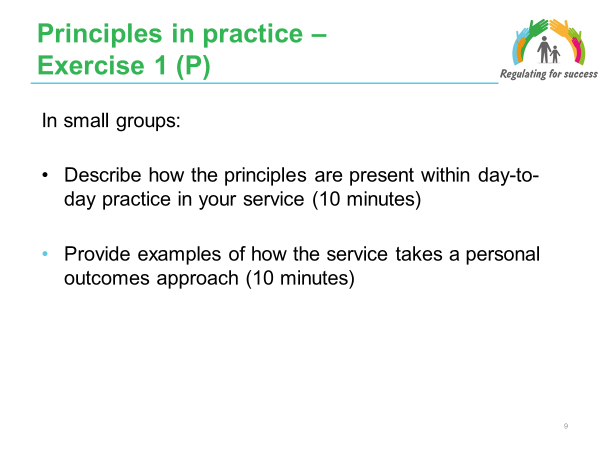 Principles in practice –
Exercise 1 (P)
Regulating for success
In small groups:
• Describe how the principles are present within day-to-
day practice in your service (10 minutes)
• Provide examples of how the service takes a personal
outcomes approach (10 minutes)
9